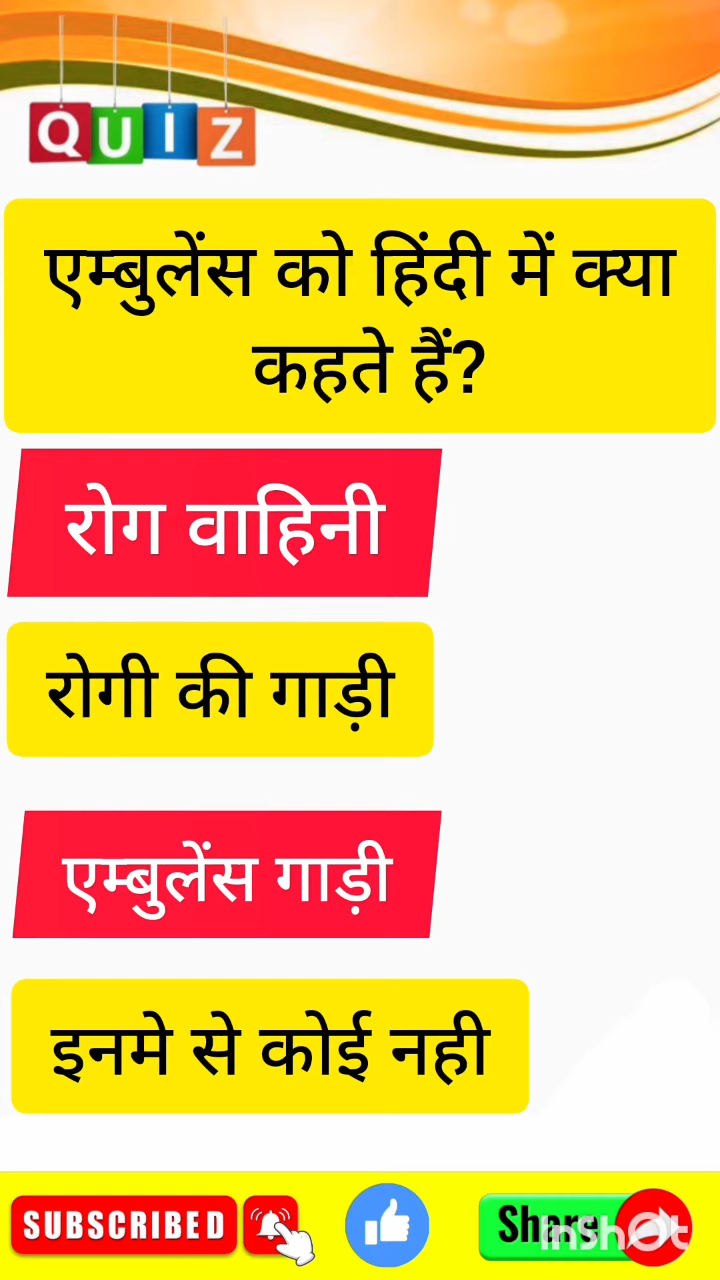 QUIZ
एम्बुलेंस को हिंदी में क्या
कहते हैं?
रोग वाहिनी
रोगी की गाड़ी
एम्बुलेंस गाड़ी
इनमे से कोई नही
SUBSCRIBED
Share
InShOt